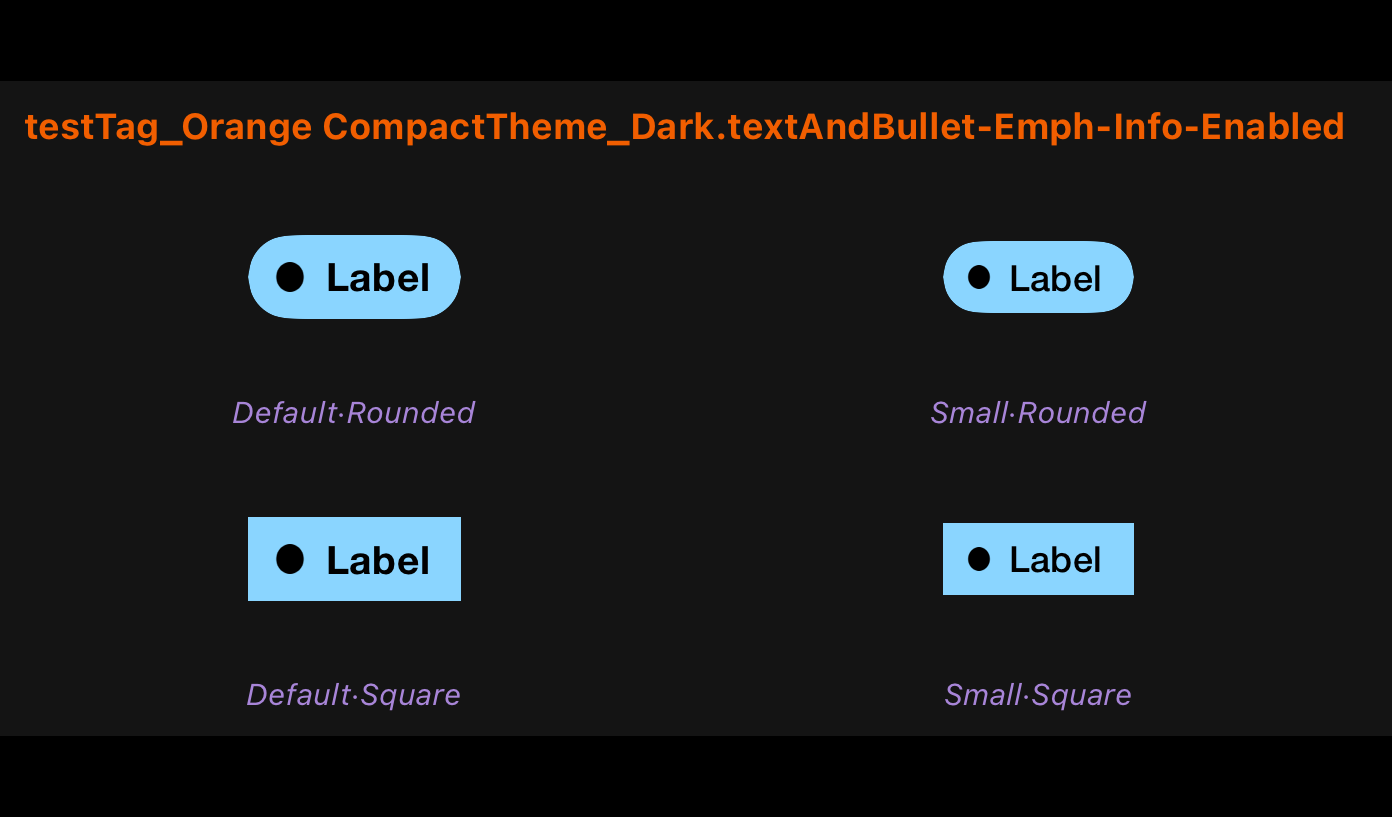 testTag_Orange CompactTheme_Dark.textAndBullet-Emph-Info-Enabled
Label
Label
Default·Rounded
Small·Rounded
Label
Label
Default·Square
Small·Square